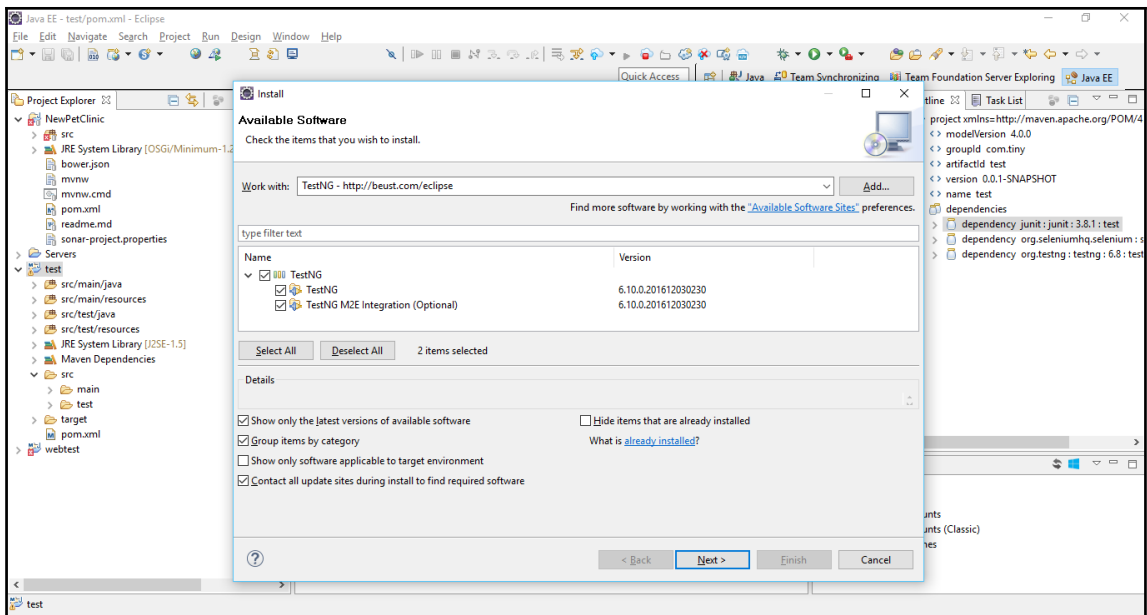 Java EE - test/pom.xml - Eclipse
File Edit Navigate Search Project Run Design Window Help
Quick Access
Java
Team Synchronizing
Team Foundation Server Exploring
Java EE
Project Explorer
NewPetClinic
src
JRE System Library [OSGi/Minimum-1.2
bower.json
mvnw
mvnw.cmd
pom.xml
readme.md
sonar-project.properties
Servers
test
src/main/java
src/main/resources
src/test/java
src/test/resources
JRE System Library [J2SE-1.5]
Maven Dependencies
src
main
test
target
pom.xml
webtest
Install
Available Software
Check the items that you wish to install.
Work with: TestNG - http://beust.com/eclipse Add...
Find more software by working with the "Available Software Sites" preferences.
type filter text
Name Version
TestNG
TestNG 6.10.0.201612030230
TestNG M2E Integration (Optional) 6.10.0.201612030230
Select All Deselect All 2 items selected
Details
Show only the latest versions of available software Hide items that are already installed
Group items by category What is already installed?
Show only software applicable to target environment
Contact all update sites during install to find required software
? < Back Next > Finish Cancel
tline Task List
project xmlns=http://maven.apache.org/POM/4
modelVersion 4.0.0
groupId com.tiny
artifactId test
version 0.0.1-SNAPSHOT
name test
dependencies
dependency junit : junit : 3.8.1 : test
dependency org.seleniumhq.selenium : s
dependency org.testng : testng : 6.8 : test
unts
unts (Classic)
nes
test